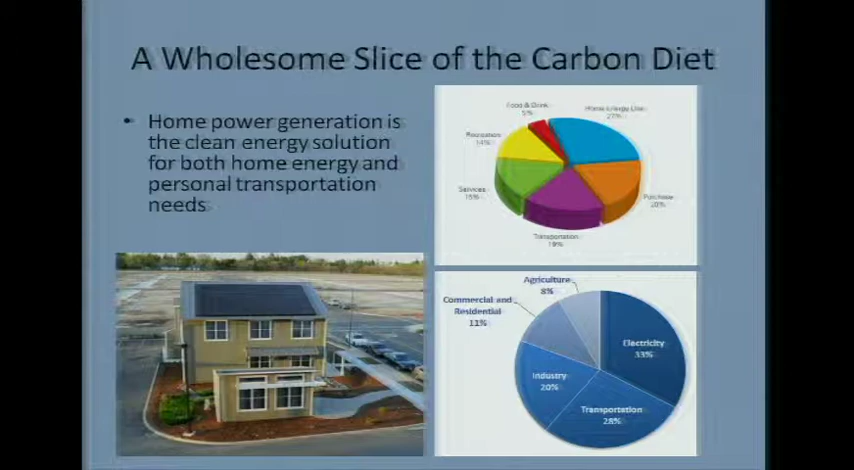 A Wholesome Slice of the Carbon Diet
• Home power generation is
the clean energy solution
for both home energy and
personal transportation
needs
Food & Drink
5%
Home Energy Use
27%
Recreation
14%
Services
15%
Purchase
20%
Transportation
19%
Agriculture
8%
Commercial and
Residential
11%
Electricity
33%
Industry
20%
Transportation
28%